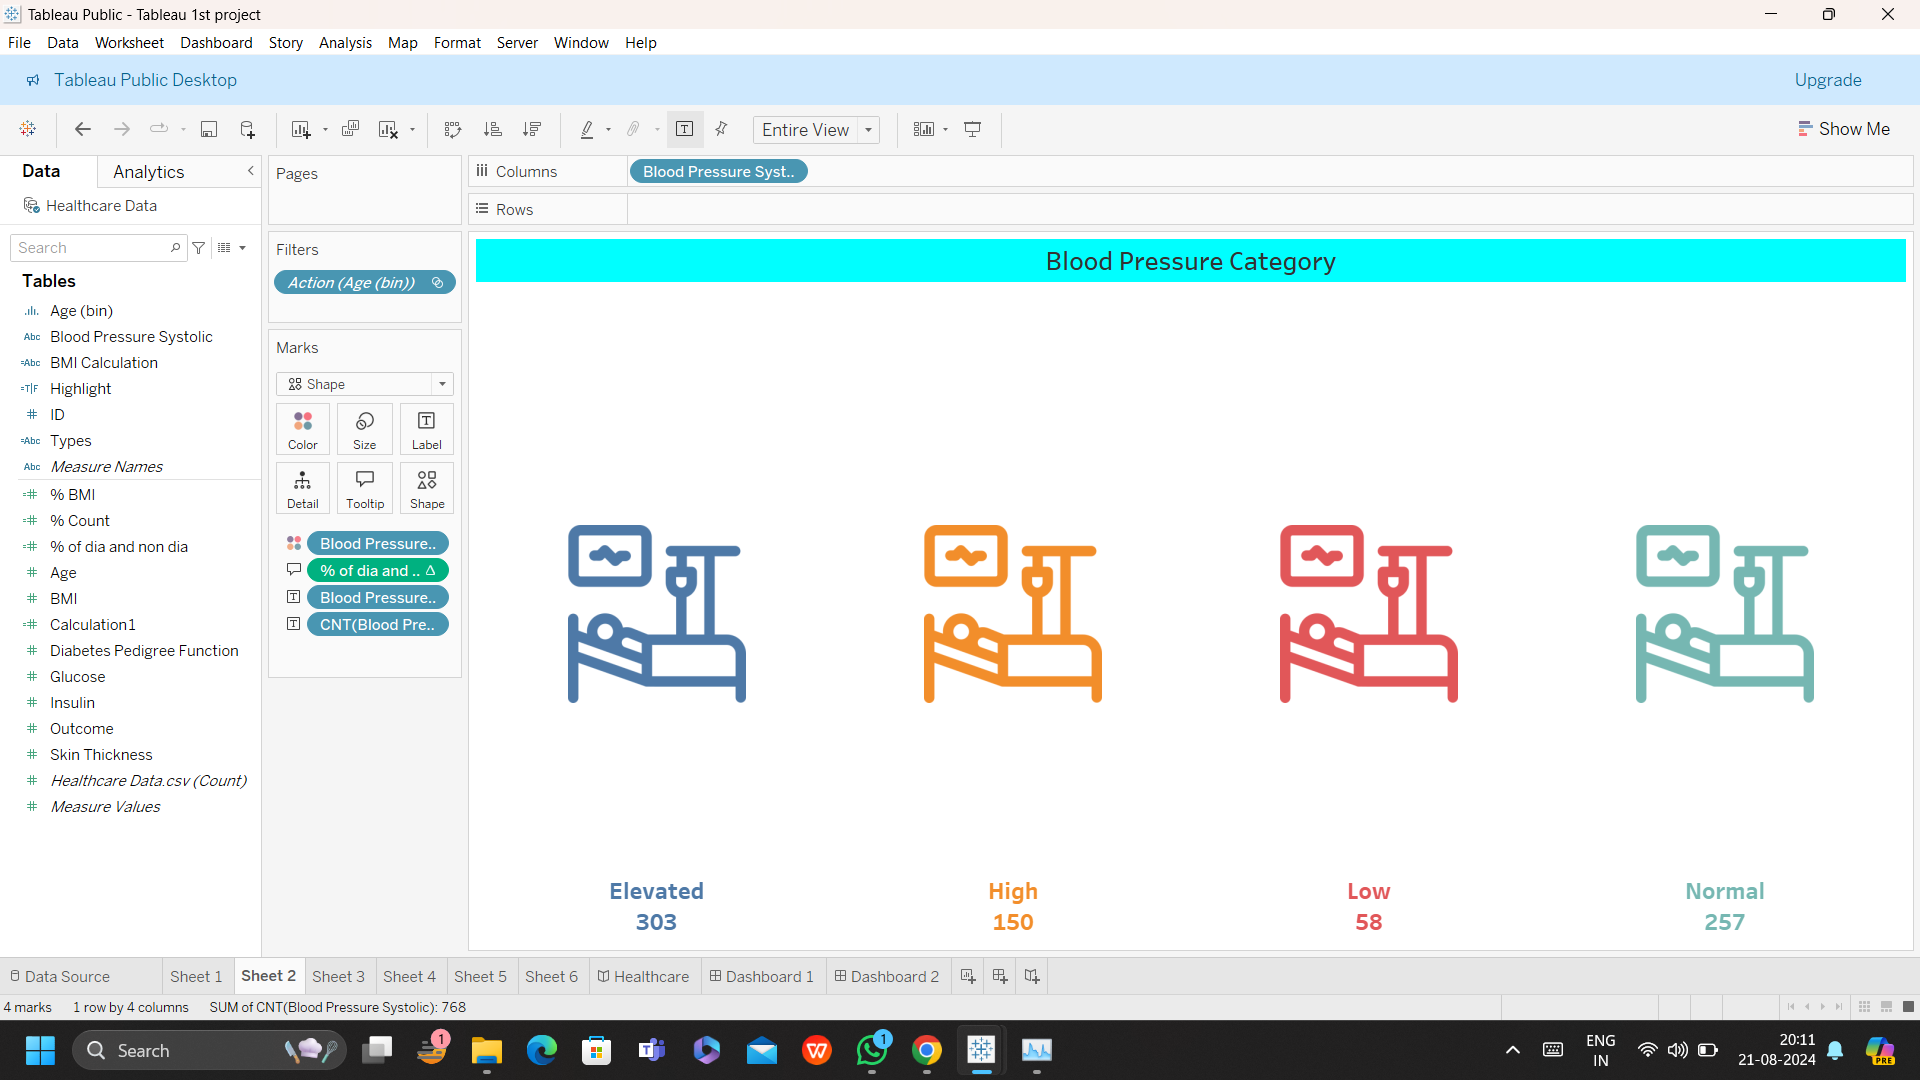 Tableau Public - Tableau 1st project
File Data Worksheet Dashboard Story Analysis Map Format Server Window Help
Tableau Public Desktop
Upgrade
Entire View
Show Me
Data
Analytics
Healthcare Data
Search
Tables
Age (bin)
Abc Blood Pressure Systolic
=Abc BMI Calculation
=T|F Highlight
# ID
=Abc Types
Abc Measure Names
=# % BMI
=# % Count
=# % of dia and non dia
# Age
# BMI
=# Calculation1
# Diabetes Pedigree Function
# Glucose
# Insulin
# Outcome
# Skin Thickness
# Healthcare Data.csv (Count)
# Measure Values
Pages
Filters
Action (Age (bin))
Marks
Shape
Color
Size
Label
Detail
Tooltip
Shape
Blood Pressure..
% of dia and .. Δ
Blood Pressure..
CNT(Blood Pre..
Columns
Blood Pressure Syst..
Rows
Blood Pressure Category
Elevated
303
High
150
Low
58
Normal
257
Data Source
Sheet 1
Sheet 2
Sheet 3
Sheet 4
Sheet 5
Sheet 6
Healthcare
Dashboard 1
Dashboard 2
4 marks
1 row by 4 columns
SUM of CNT(Blood Pressure Systolic): 768
Search
1
1
ENG
IN
20:11
21-08-2024
PRE